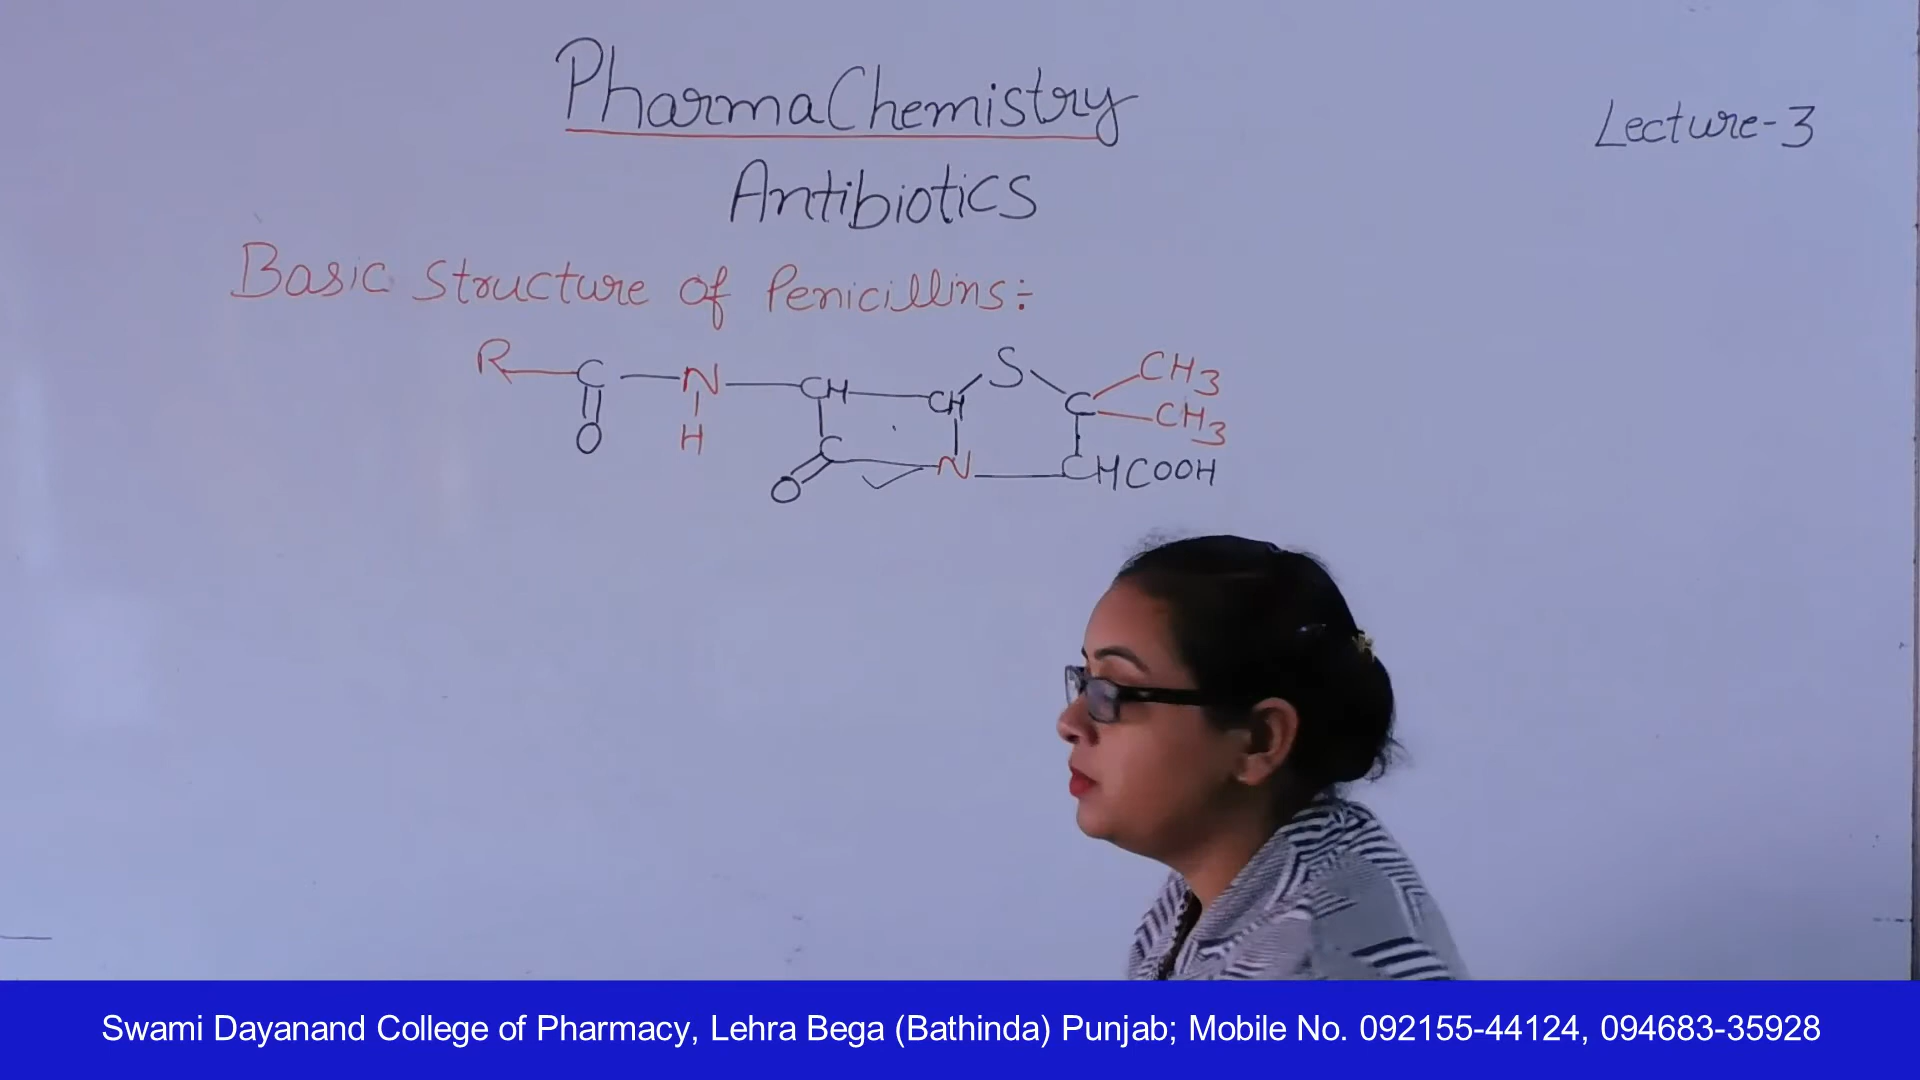 PharmaChemistry
Lecture-3
Antibiotics
Basic Structure of Penicillins:
R C N CH CH S C CH3
CH3
O H C N CHCOOH
O
Swami Dayanand College of Pharmacy, Lehra Bega (Bathinda) Punjab; Mobile No. 092155-44124, 094683-35928